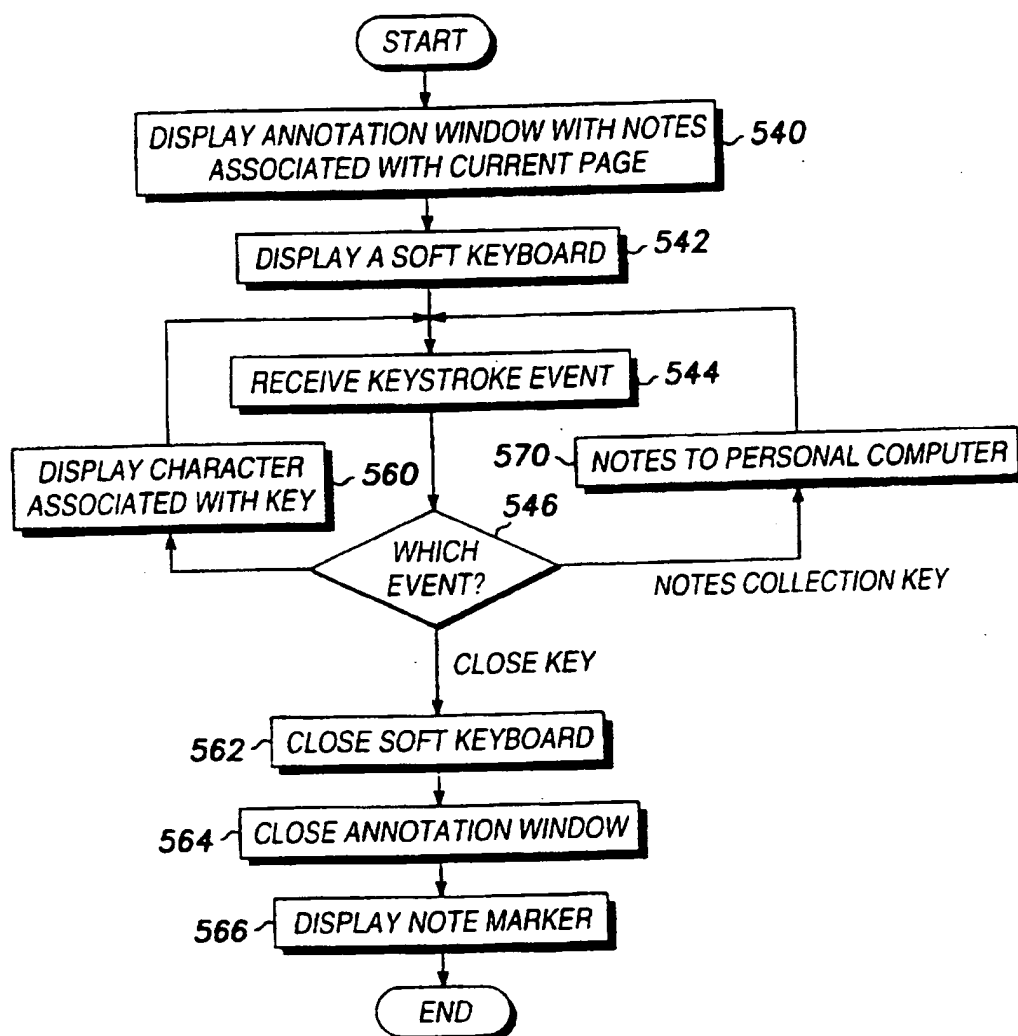 START
DISPLAY ANNOTATION WINDOW WITH NOTES
ASSOCIATED WITH CURRENT PAGE
540
DISPLAY A SOFT KEYBOARD
542
RECEIVE KEYSTROKE EVENT
544
DISPLAY CHARACTER
ASSOCIATED WITH KEY
560
570
NOTES TO PERSONAL COMPUTER
546
WHICH
EVENT?
NOTES COLLECTION KEY
CLOSE KEY
562
CLOSE SOFT KEYBOARD
564
CLOSE ANNOTATION WINDOW
566
DISPLAY NOTE MARKER
END